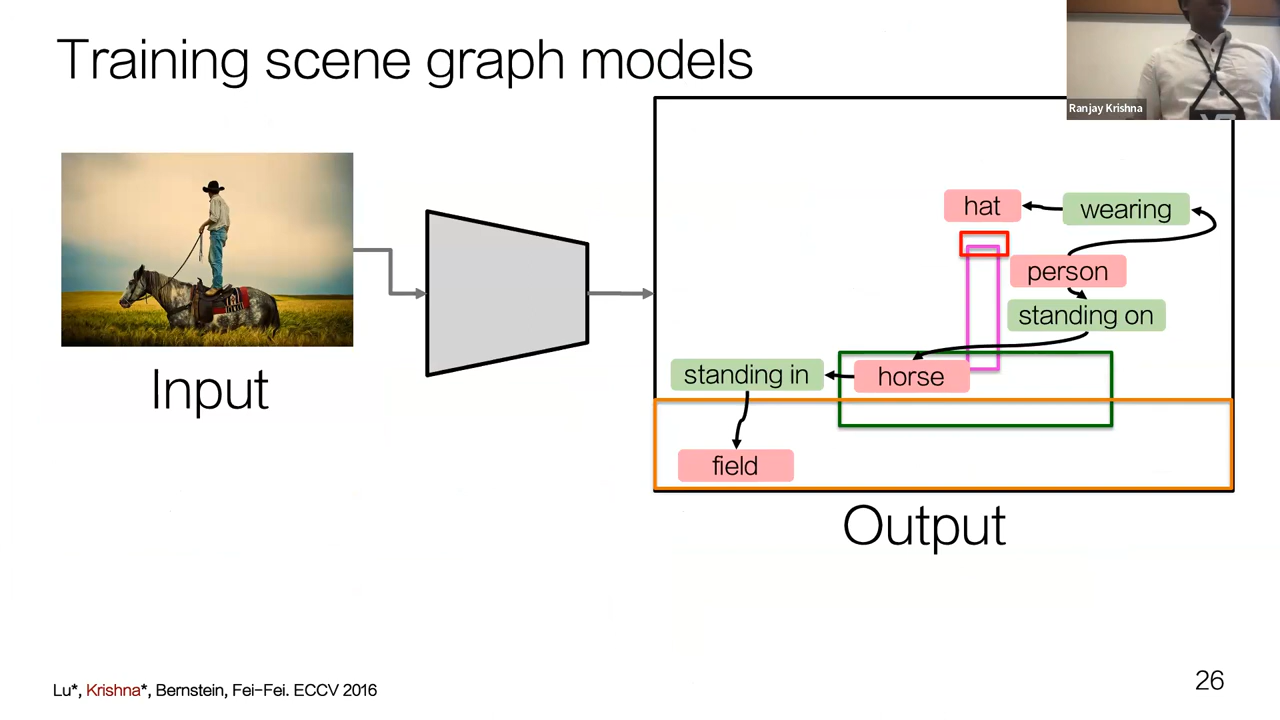 Training scene graph models
Ranjay Krishna
hat
wearing
person
standing on
standing in
horse
field
Input
Output
Lu*, Krishna*, Bernstein, Fei-Fei. ECCV 2016
26